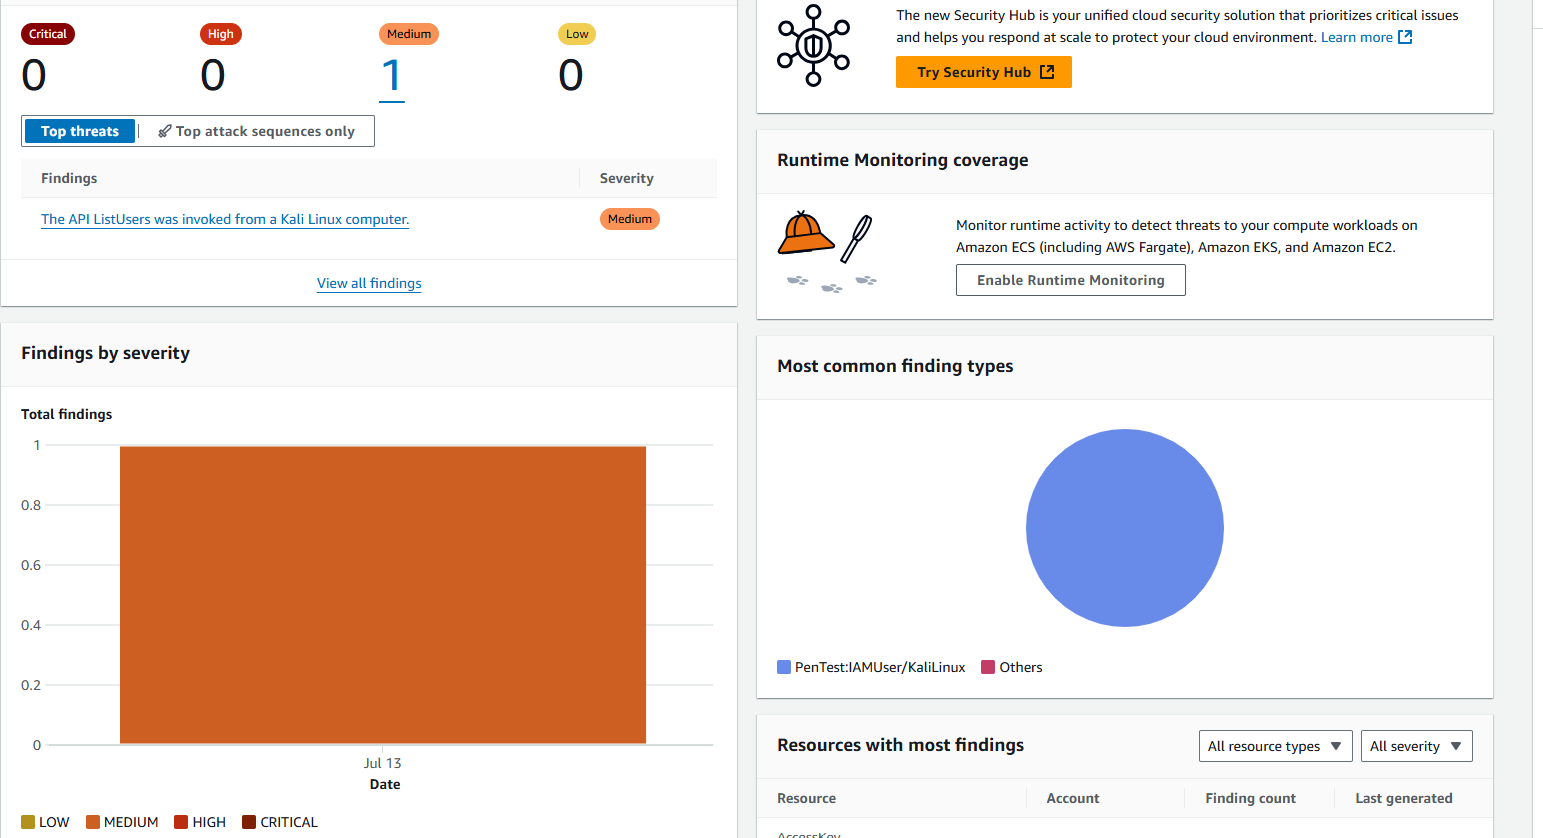 Critical
High
Medium
Low
0
0
1
0
Top threats
Top attack sequences only
Findings
Severity
The API ListUsers was invoked from a Kali Linux computer.
Medium
View all findings
Findings by severity
Total findings
1
0.8
0.6
0.4
0.2
0
Jul 13
Date
LOW
MEDIUM
HIGH
CRITICAL
The new Security Hub is your unified cloud security solution that prioritizes critical issues
and helps you respond at scale to protect your cloud environment. Learn more
Try Security Hub
Runtime Monitoring coverage
Monitor runtime activity to detect threats to your compute workloads on
Amazon ECS (including AWS Fargate), Amazon EKS, and Amazon EC2.
Enable Runtime Monitoring
Most common finding types
PenTest:IAMUser/KaliLinux
Others
Resources with most findings
All resource types
All severity
Resource
Account
Finding count
Last generated
AccessKey